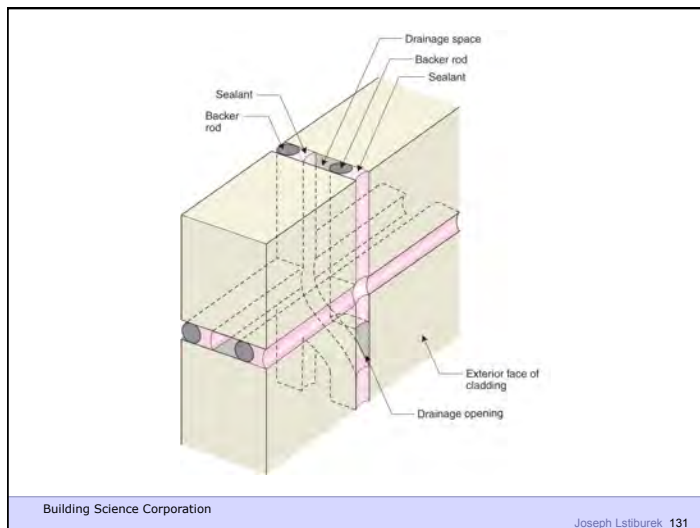 Drainage space
Backer rod
Sealant
Sealant
Backer
rod
Exterior face of
cladding
Drainage opening
Building Science Corporation
Joseph Lstiburek 131